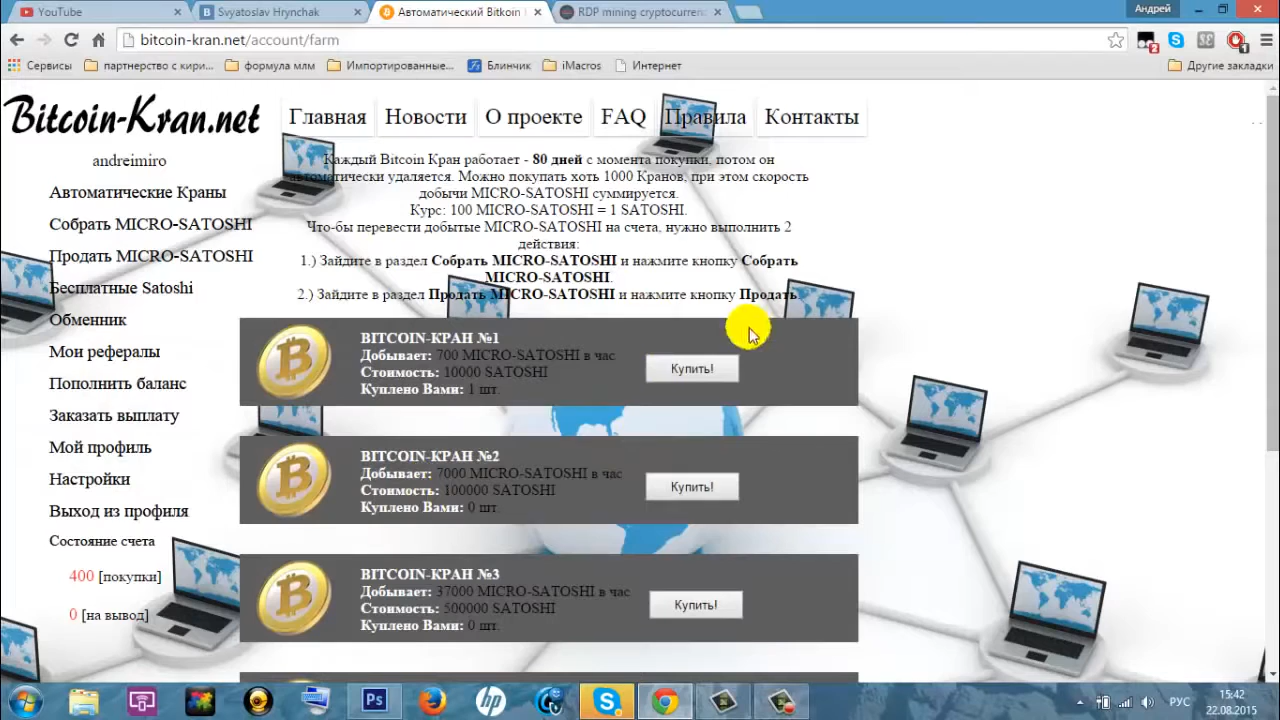 YouTube
Svyatoslav Hrynchak
Автоматический Bitkoin
RDP mining cryptocurren
Андрей
bitcoin-kran.net/account/farm
Сервисы
партнерство с кири...
формула млм
Импортированные...
Блинчик
iMacros
Интернет
Другие закладки
Bitcoin-Kran.net
Главная
Новости
О проекте
FAQ
Правила
Контакты
andreimiro
Автоматические Краны
Собрать MICRO-SATOSHI
Продать MICRO-SATOSHI
Бесплатные Satoshi
Обменник
Мои рефералы
Пополнить баланс
Заказать выплату
Мой профиль
Настройки
Выход из профиля
Состояние счета
400 [покупки]
0 [на вывод]
Каждый Bitcoin Кран работает - 80 дней с момента покупки, потом он
автоматически удаляется. Можно покупать хоть 1000 Кранов, при этом скорость
добычи MICRO-SATOSHI суммируется.
Курс: 100 MICRO-SATOSHI = 1 SATOSHI.
Что-бы перевести добытые MICRO-SATOSHI на счета, нужно выполнить 2
действия:
1.) Зайдите в раздел Собрать MICRO-SATOSHI и нажмите кнопку Собрать
MICRO-SATOSHI.
2.) Зайдите в раздел Продать MICRO-SATOSHI и нажмите кнопку Продать.
BITCOIN-КРАН №1
Добывает: 700 MICRO-SATOSHI в час
Стоимость: 10000 SATOSHI
Куплено Вами: 1 шт.
Купить!
BITCOIN-КРАН №2
Добывает: 7000 MICRO-SATOSHI в час
Стоимость: 100000 SATOSHI
Куплено Вами: 0 шт.
Купить!
BITCOIN-КРАН №3
Добывает: 37000 MICRO-SATOSHI в час
Стоимость: 500000 SATOSHI
Куплено Вами: 0 шт.
Купить!
РУС
15:42
22.08.2015